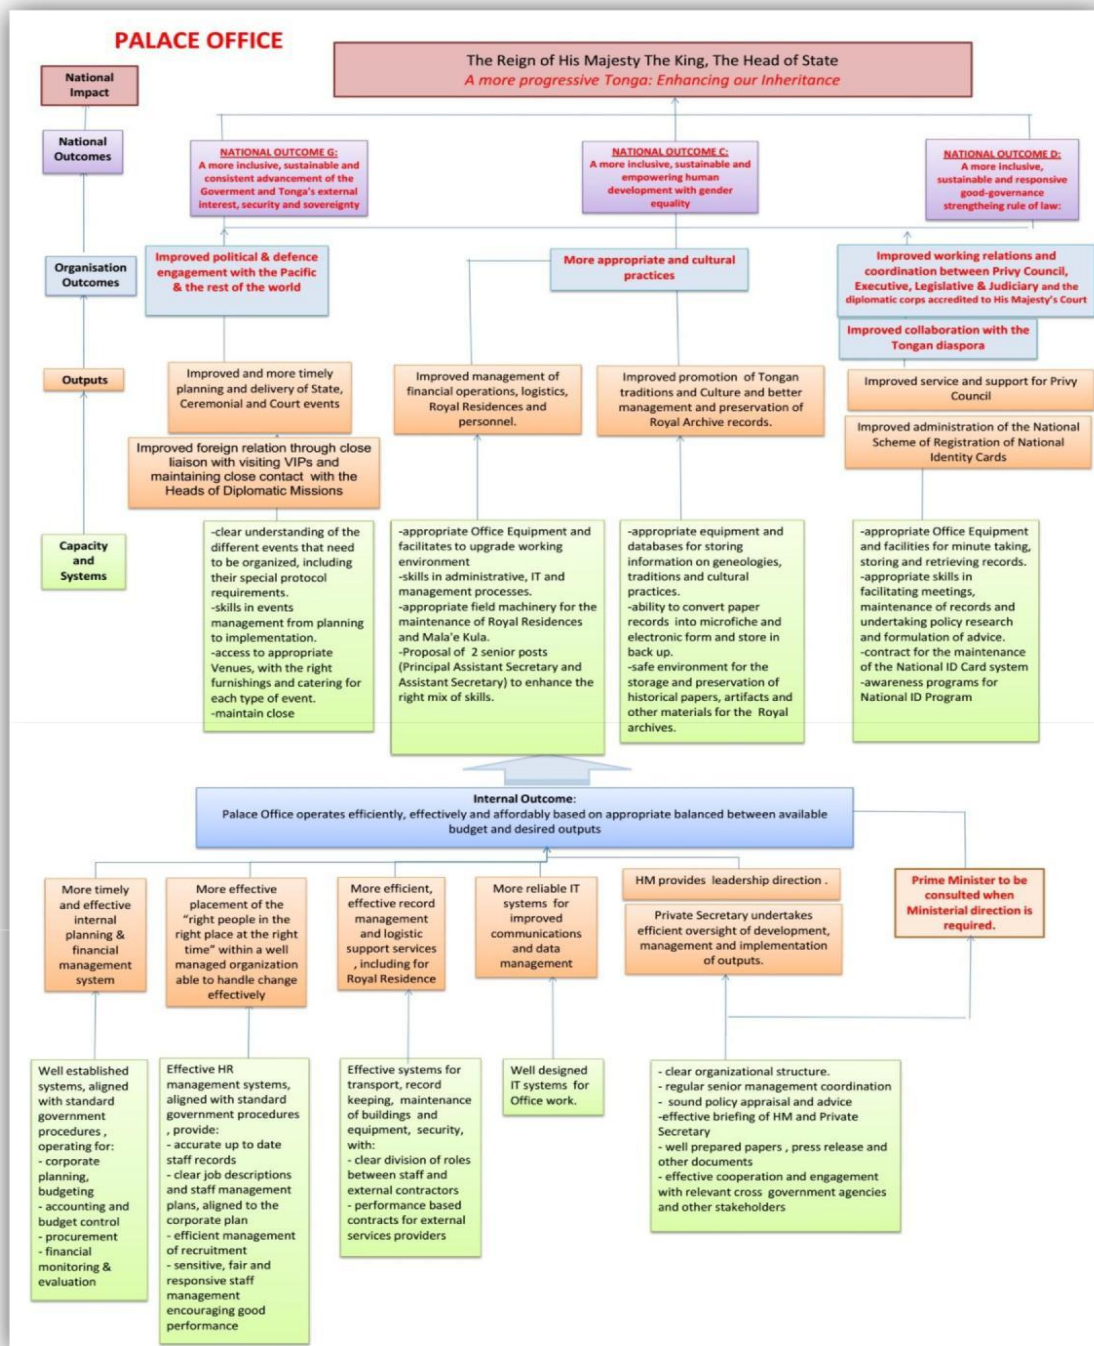 PALACE OFFICE
The Reign of His Majesty The King, The Head of State
A more progressive Tonga: Enhancing our Inheritance
National
Impact
National
Outcomes
NATIONAL OUTCOME G:
A more inclusive, sustainable and
consistent advancement of the
Goverment and Tonga's external
interest, security and sovereignty
NATIONAL OUTCOME C:
A more inclusive, sustainable and
empowering human
development with gender
equality
NATIONAL OUTCOME D:
A more inclusive,
sustainable and responsive
good-governance
strengtheing rule of law:
Organisation
Outcomes
Improved political & defence
engagement with the Pacific
& the rest of the world
More appropriate and cultural
practices
Improved working relations and
coordination between Privy Council,
Executive, Legislative & Judiciary and the
diplomatic corps accredited to His Majesty's Court
Improved collaboration with the
Tongan diaspora
Outputs
Improved and more timely
planning and delivery of State,
Ceremonial and Court events
Improved foreign relation through close
liaison with visiting VIPs and
maintaining close contact with the
Heads of Diplomatic Missions
Improved management of
financial operations, logistics,
Royal Residences and
personnel.
Improved promotion of Tongan
traditions and Culture and better
management and preservation of
Royal Archive records.
Improved service and support for Privy
Council
Improved administration of the National
Scheme of Registration of National
Identity Cards
Capacity
and
Systems
-clear understanding of the
different events that need
to be organized, including
their special protocol
requirements.
-skills in events
management from planning
to implementation.
-access to appropriate
Venues, with the right
furnishings and catering for
each type of event.
-maintain close
-appropriate Office Equipment and
facilitates to upgrade working
environment
-skills in administrative, IT and
management processes.
-appropriate field machinery for the
maintenance of Royal Residences
and Mala'e Kula.
-Proposal of 2 senior posts
(Principal Assistant Secretary and
Assistant Secretary) to enhance the
right mix of skills.
-appropriate equipment and
databases for storing
information on geneologies,
traditions and cultural
practices.
-ability to convert paper
records into microfiche and
electronic form and store in
back up.
-safe environment for the
storage and preservation of
historical papers, artifacts and
other materials for the Royal
archives.
-appropriate Office Equipment
and facilities for minute taking,
storing and retrieving records.
-appropriate skills in
facilitating meetings,
maintenance of records and
undertaking policy research
and formulation of advice.
-contract for the maintenance
of the National ID Card system
-awareness programs for
National ID Program
Internal Outcome:
Palace Office operates efficiently, effectively and affordably based on appropriate balanced between available
budget and desired outputs
More timely
and effective
internal
planning &
financial
management
system
More effective
placement of the
"right people in the
right place at the right
time" within a well
managed organization
able to handle change
effectively
More efficient,
effective record
management
and logistic
support services
, including for
Royal Residence
More reliable IT
systems for
improved
communications
and data
management
HM provides leadership direction .
Private Secretary undertakes
efficient oversight of development,
management and implementation
of outputs.
Prime Minister to be
consulted when
Ministerial direction is
required.
Well established
systems, aligned
with standard
government
procedures ,
operating for:
- corporate
planning,
budgeting
- accounting and
budget control
- procurement
- financial
monitoring &
evaluation
Effective HR
management systems,
aligned with standard
government procedures
, provide:
- accurate up to date
staff records
- clear job descriptions
and staff management
plans, aligned to the
corporate plan
- efficient management
of recruitment
- sensitive, fair and
responsive staff
management
encouraging good
performance
Effective systems for
transport, record
keeping, maintenance
of buildings and
equipment, security,
with:
- clear division of roles
between staff and
external contractors
- performance based
contracts for external
services providers
Well designed
IT systems for
Office work.
- clear organizational structure.
- regular senior management coordination
- sound policy appraisal and advice
-effective briefing of HM and Private
Secretary
- well prepared papers , press release and
other documents
- effective cooperation and engagement
with relevant cross government agencies
and other stakeholders